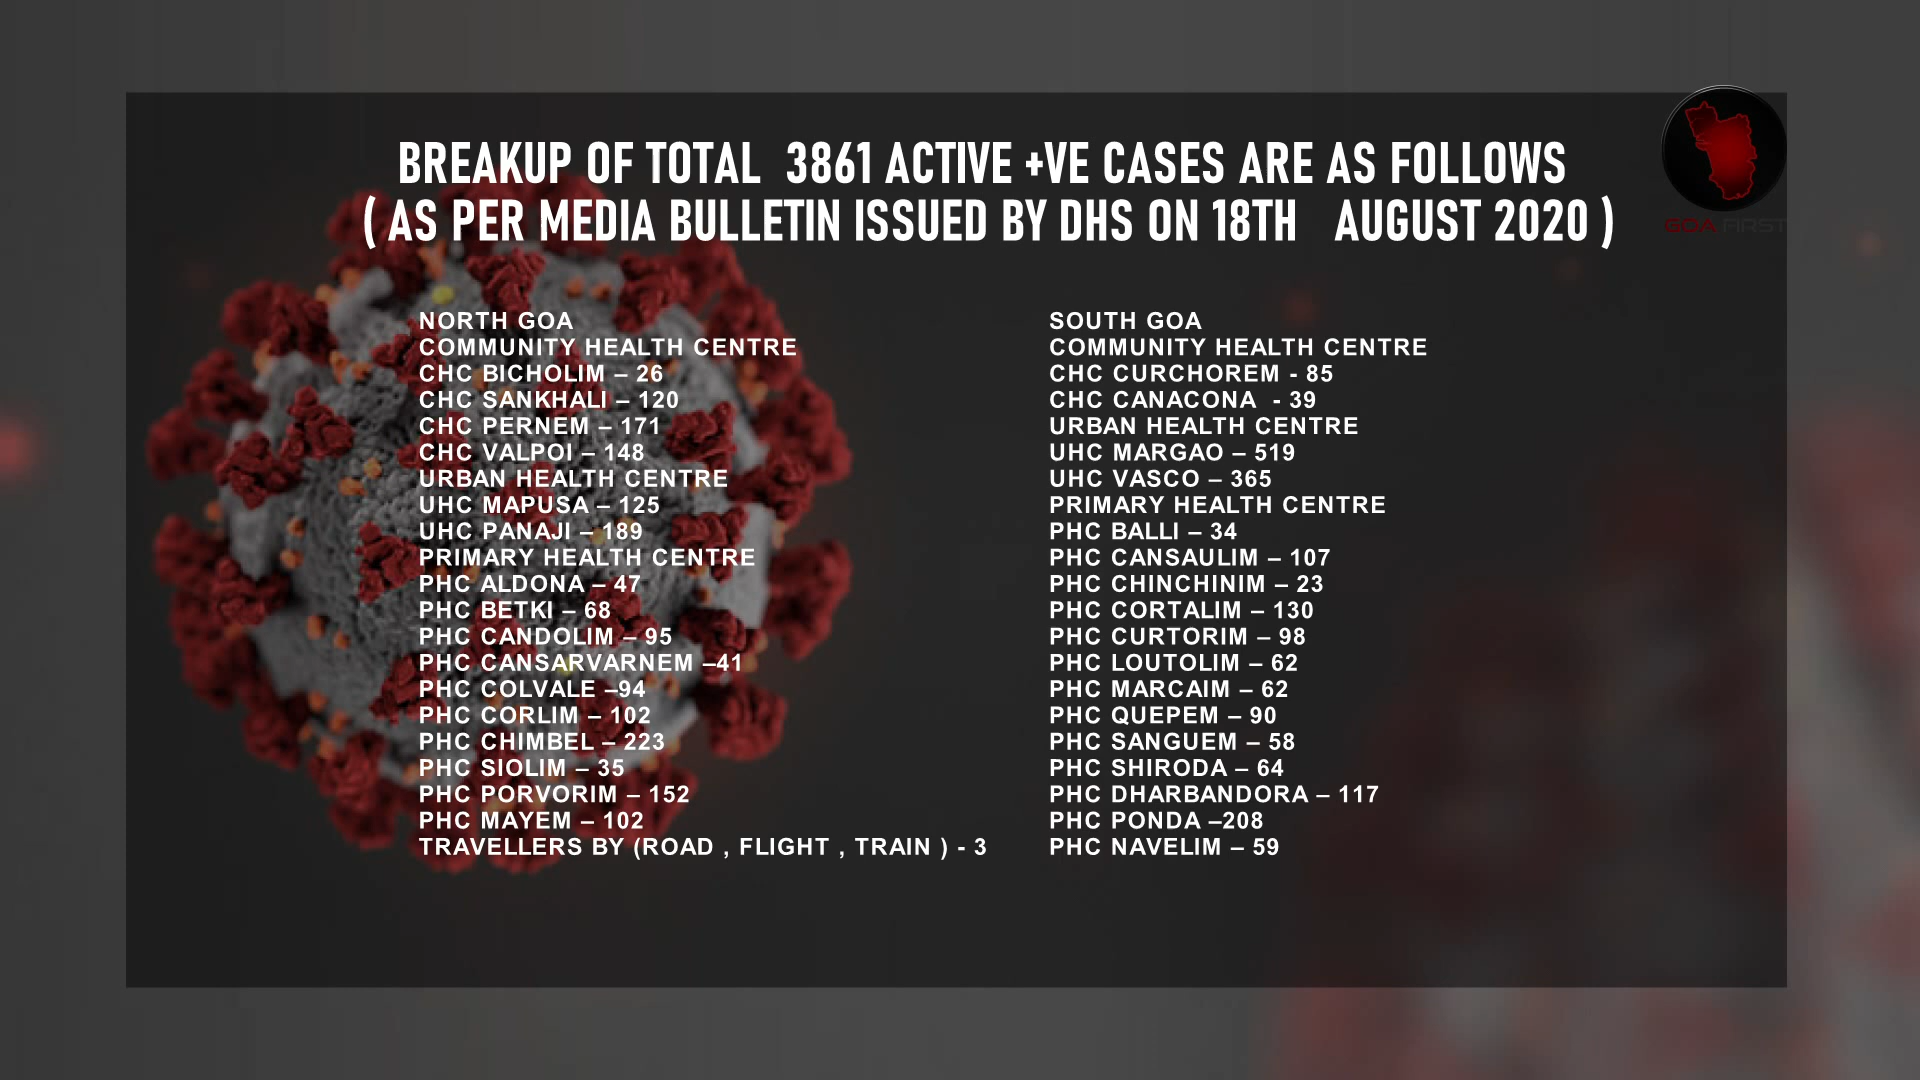 BREAKUP OF TOTAL 3861 ACTIVE +VE CASES ARE AS FOLLOWS
( AS PER MEDIA BULLETIN ISSUED BY DHS ON 18TH AUGUST 2020 )
GOA FIRST
NORTH GOA
COMMUNITY HEALTH CENTRE
CHC BICHOLIM – 26
CHC SANKHALI – 120
CHC PERNEM – 171
CHC VALPOI – 148
URBAN HEALTH CENTRE
UHC MAPUSA – 125
UHC PANAJI – 189
PRIMARY HEALTH CENTRE
PHC ALDONA – 47
PHC BETKI – 68
PHC CANDOLIM – 95
PHC CANSARVARNEM –41
PHC COLVALE –94
PHC CORLIM – 102
PHC CHIMBEL – 223
PHC SIOLIM – 35
PHC PORVORIM – 152
PHC MAYEM – 102
TRAVELLERS BY (ROAD , FLIGHT , TRAIN ) - 3
SOUTH GOA
COMMUNITY HEALTH CENTRE
CHC CURCHOREM - 85
CHC CANACONA - 39
URBAN HEALTH CENTRE
UHC MARGAO – 519
UHC VASCO – 365
PRIMARY HEALTH CENTRE
PHC BALLI – 34
PHC CANSAULIM – 107
PHC CHINCHINIM – 23
PHC CORTALIM – 130
PHC CURTORIM – 98
PHC LOUTOLIM – 62
PHC MARCAIM – 62
PHC QUEPEM – 90
PHC SANGUEM – 58
PHC SHIRODA – 64
PHC DHARBANDORA – 117
PHC PONDA –208
PHC NAVELIM – 59